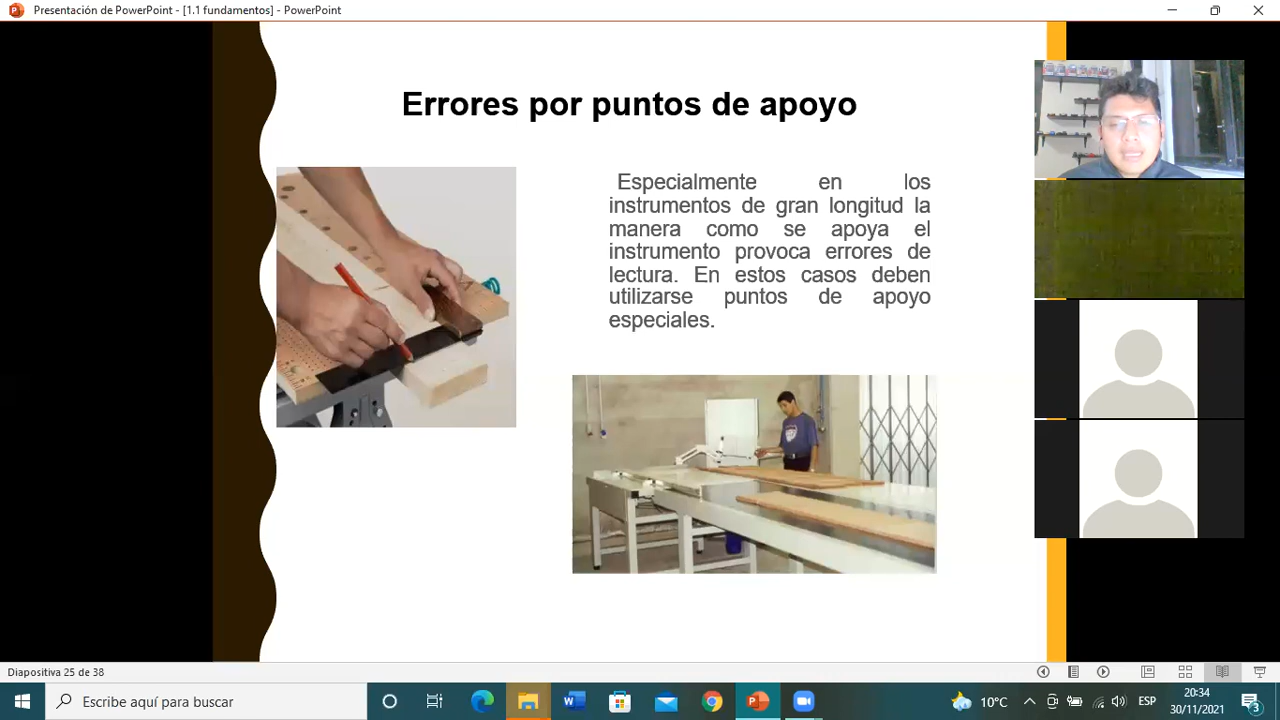 Presentación de PowerPoint - [1.1 fundamentos] - PowerPoint
Errores por puntos de apoyo
Especialmente en los
instrumentos de gran longitud la
manera como se apoya el
instrumento provoca errores de
lectura. En estos casos deben
utilizarse puntos de apoyo
especiales.
Diapositiva 25 de 38
Escribe aquí para buscar
10°C
ESP
20:34
30/11/2021
3